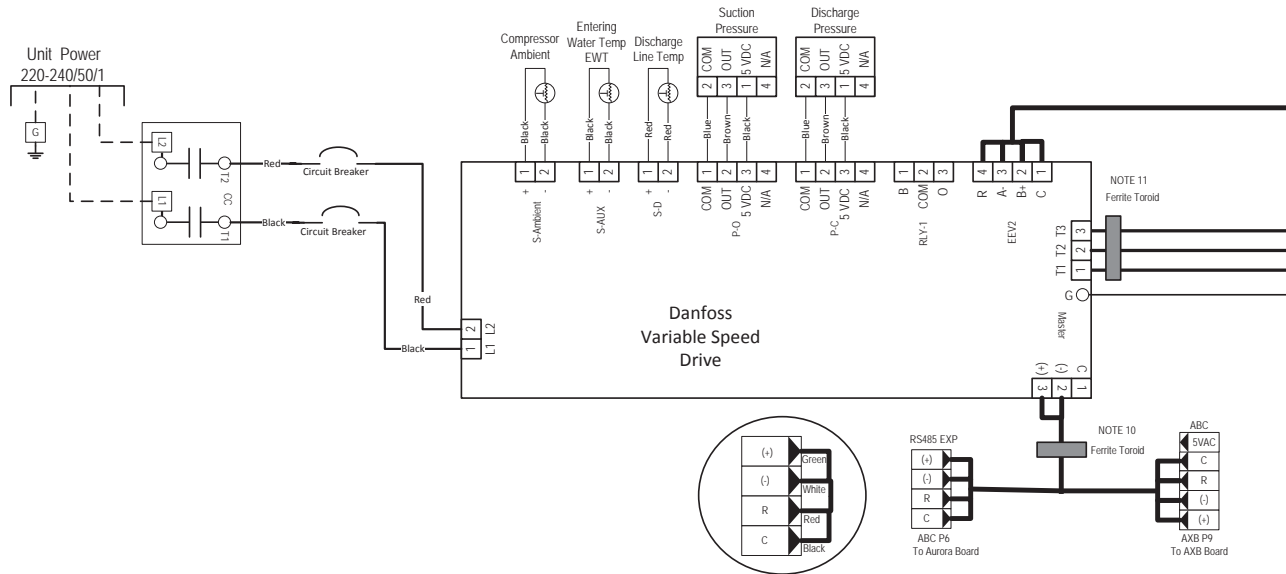 Unit Power
220-240/50/1
G
L2
L1
T2
CC
T1
Red
Circuit Breaker
Black
Circuit Breaker
Red
Black
2
L2
1
L1
Compressor
Ambient
Black
Black
1
2
+
-
S-Ambient
Entering
Water Temp
EWT
Black
Black
1
2
+
-
S-AUX
Discharge
Line Temp
Red
Red
1
2
+
-
S-D
Suction
Pressure
COM
OUT
5 VDC
N/A
2
3
1
4
Blue
Brown
Black
1
2
3
4
COM
OUT
5 VDC
N/A
P-O
Discharge
Pressure
COM
OUT
5 VDC
N/A
2
3
1
4
Blue
Brown
Black
1
2
3
4
COM
OUT
5 VDC
N/A
P-C
1
2
3
B
COM
O
RLY-1
4
3
2
1
R
A-
B+
C
EEV2
NOTE 11
Ferrite Toroid
T3
3
T2
2
T1
1
G
Master
Danfoss
Variable Speed
Drive
(+)
(-)
C
3
2
1
NOTE 10
Ferrite Toroid
(+)
Green
(-)
White
R
Red
C
Black
RS485 EXP
(+)
(-)
R
C
ABC P6
To Aurora Board
ABC
5VAC
C
R
(-)
(+)
AXB P9
To AXB Board